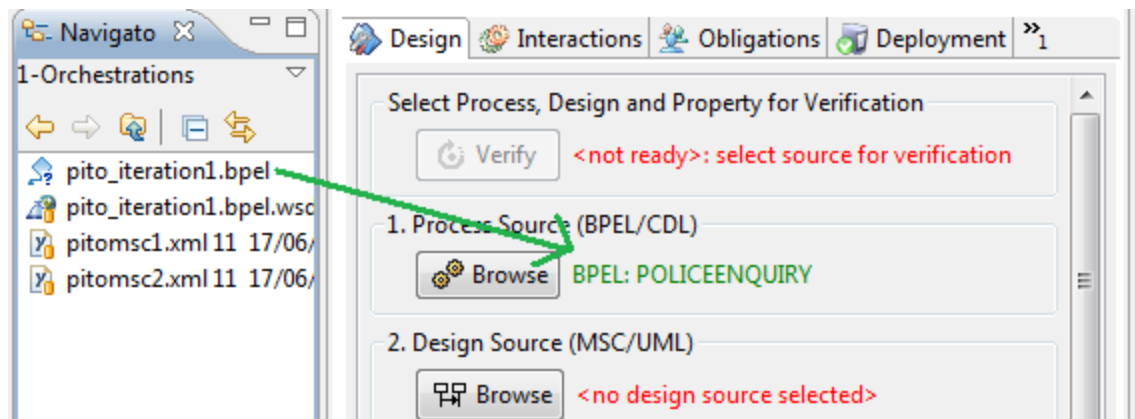 Navigato
1-Orchestrations
pito_iteration1.bpel
pito_iteration1.bpel.wsd
pitomsc1.xml 11 17/06/
pitomsc2.xml 11 17/06/
Design Interactions Obligations Deployment »1
Select Process, Design and Property for Verification
Verify <not ready>: select source for verification
1. Process Source (BPEL/CDL)
Browse BPEL: POLICEENQUIRY
2. Design Source (MSC/UML)
Browse <no design source selected>